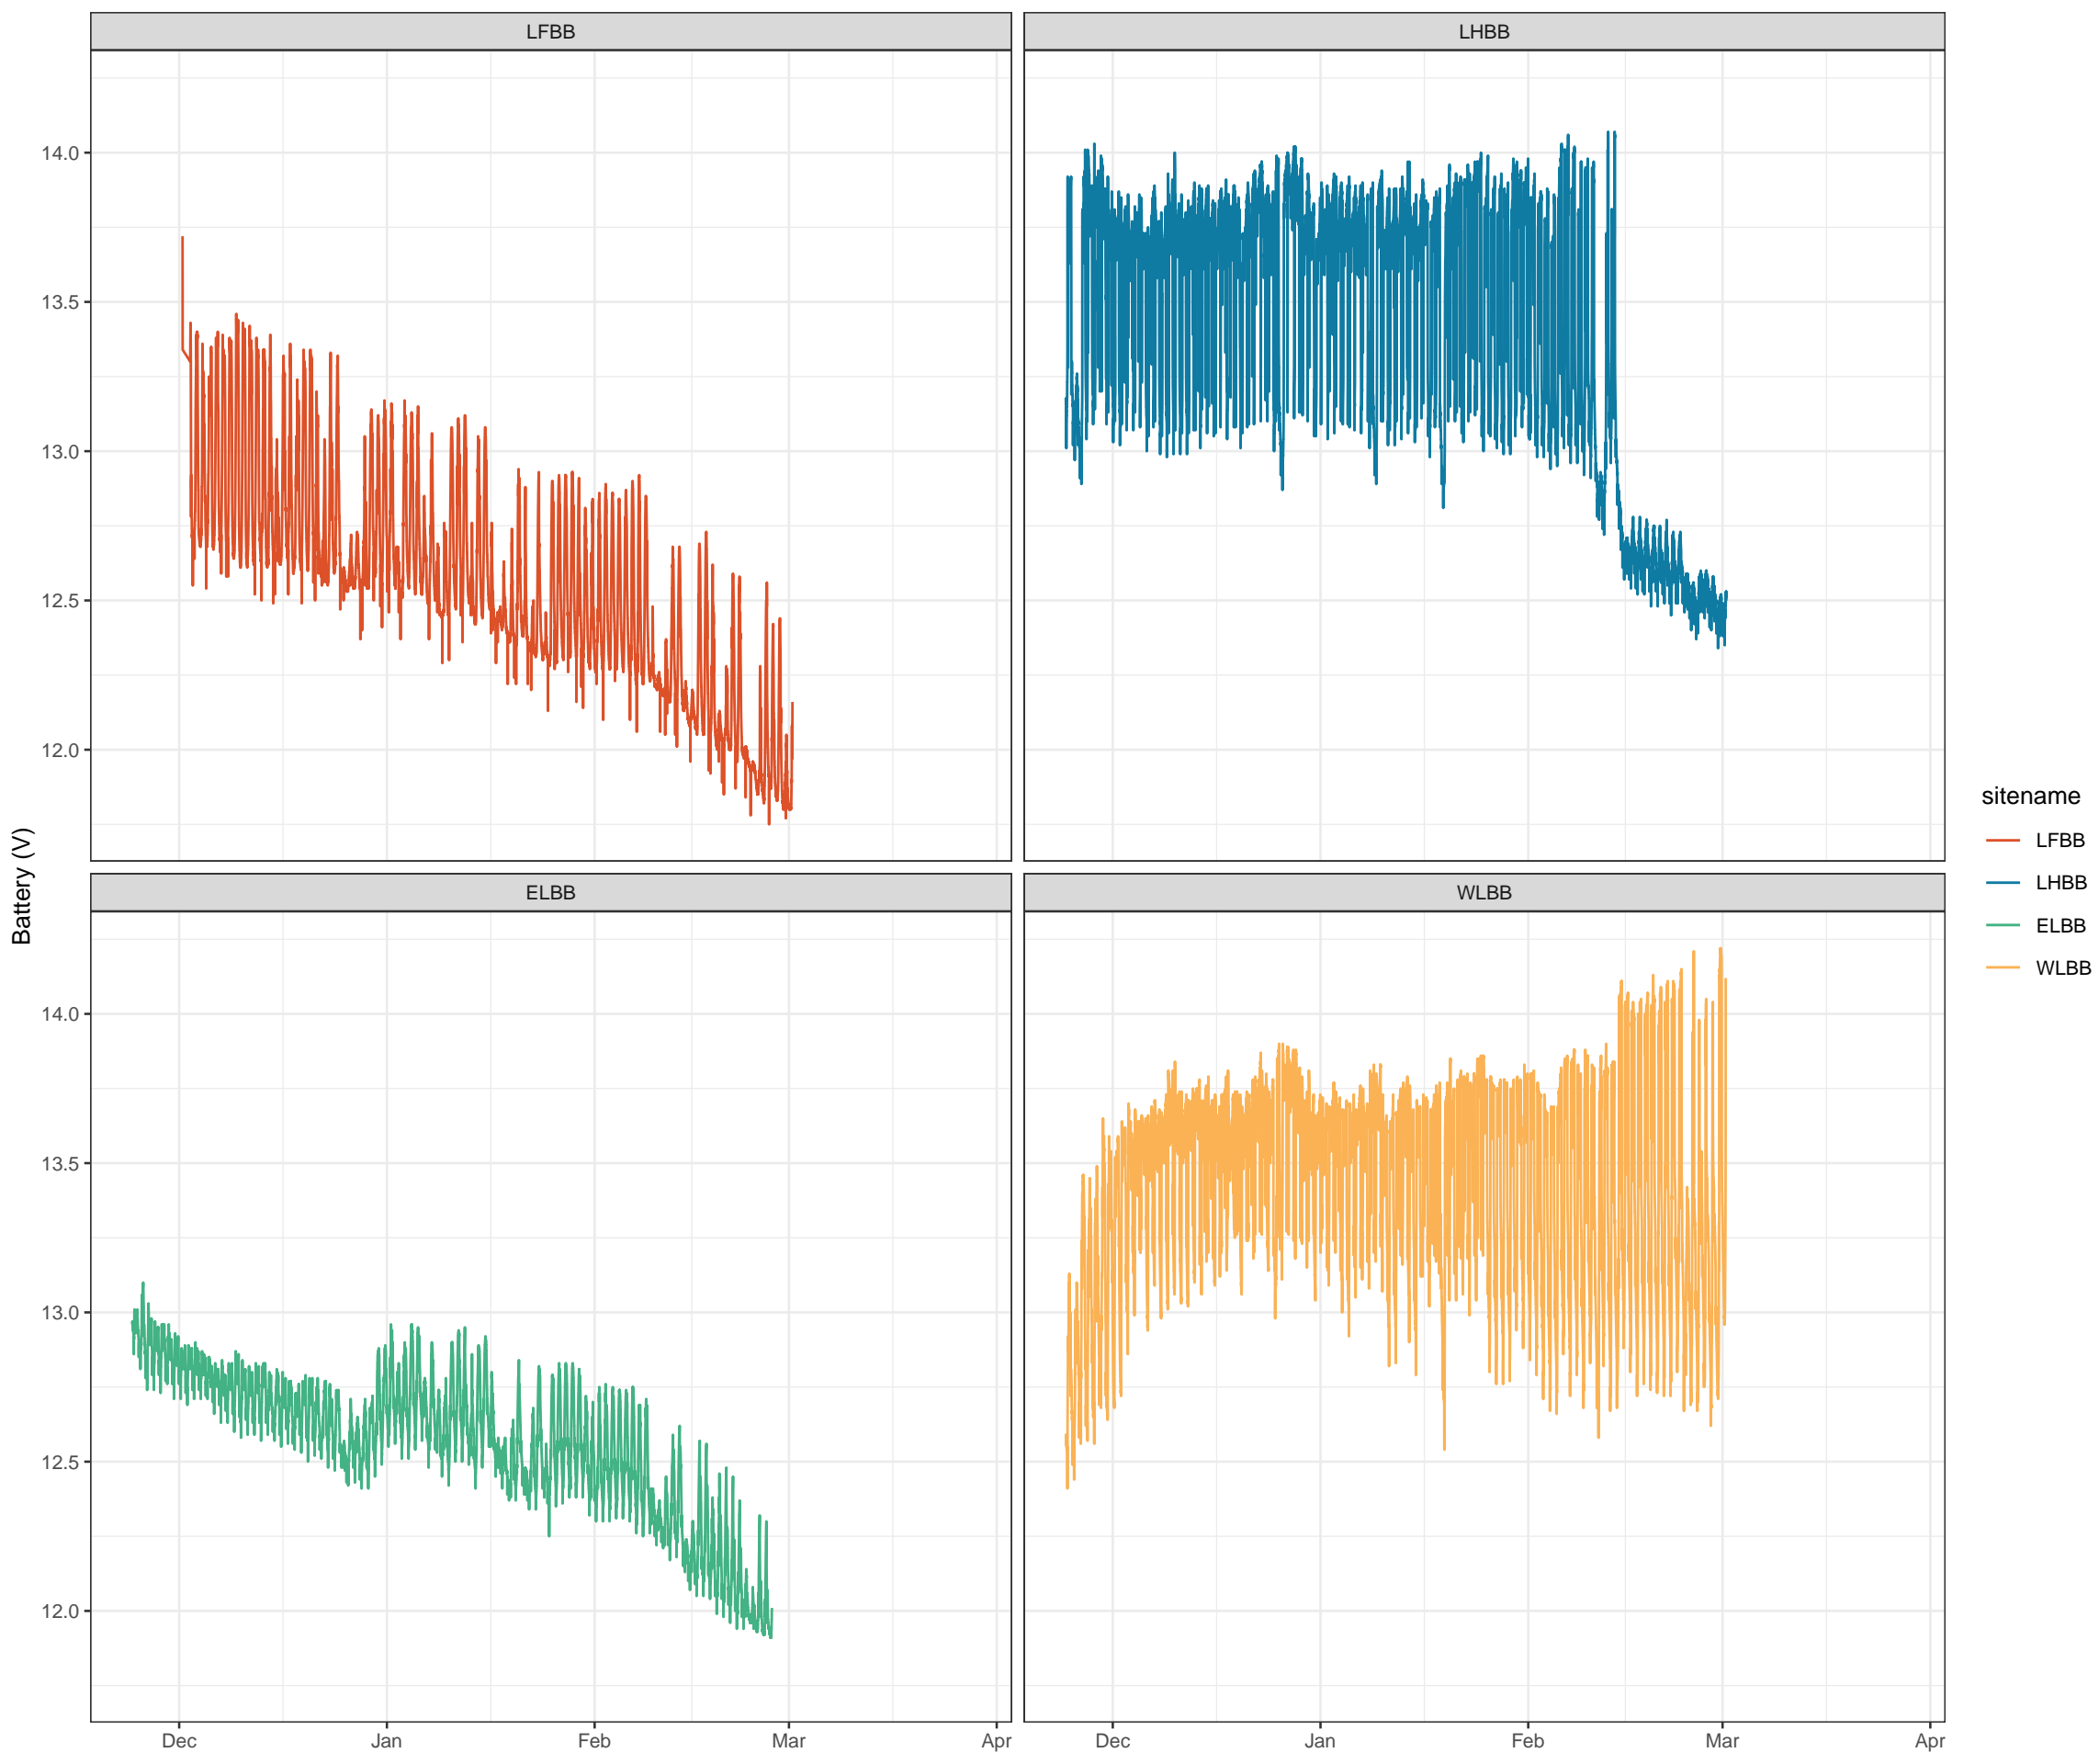 LFBB
LHBB
14.0
13.5
13.0
12.5
12.0
Battery (V)
ELBB
WLBB
14.0
13.5
13.0
12.5
12.0
Dec
Jan
Feb
Mar
Apr
Dec
Jan
Feb
Mar
Apr
sitename
LFBB
LHBB
ELBB
WLBB